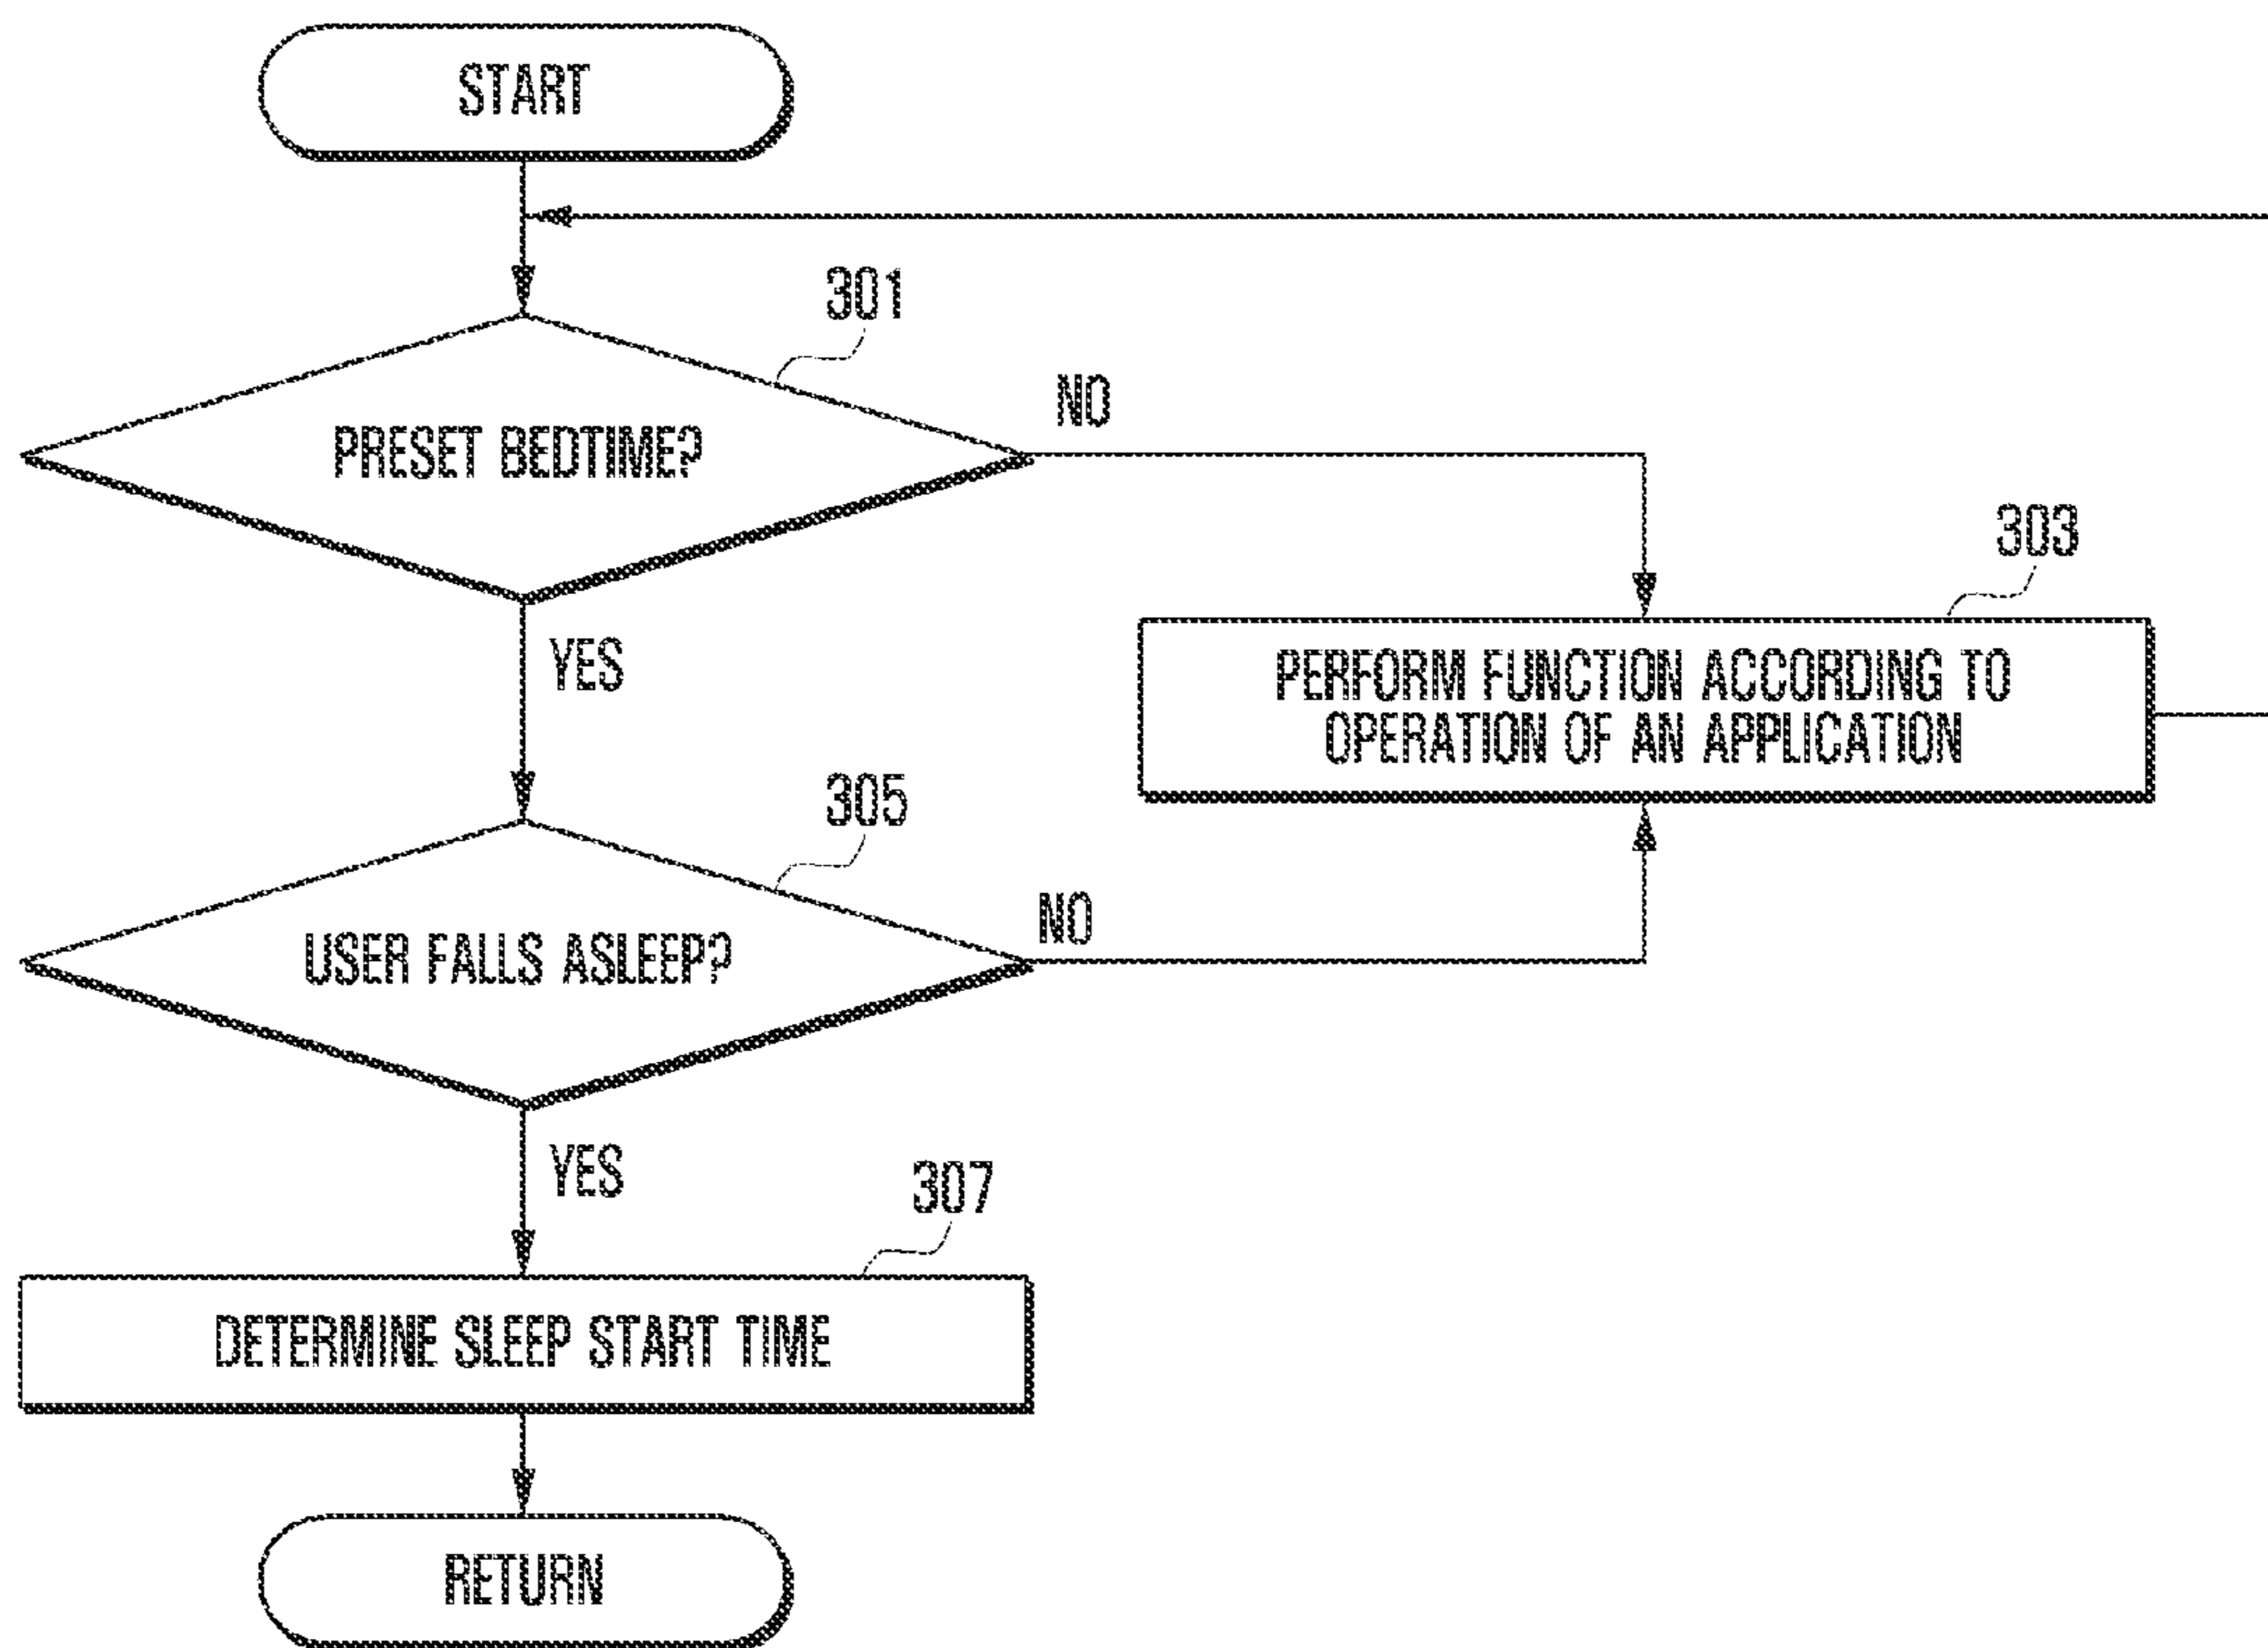 START
301
PRESET BEDTIME?
NO
303
PERFORM FUNCTION ACCORDING TO
OPERATION OF AN APPLICATION
YES
305
USER FALLS ASLEEP?
NO
YES
307
DETERMINE SLEEP START TIME
RETURN